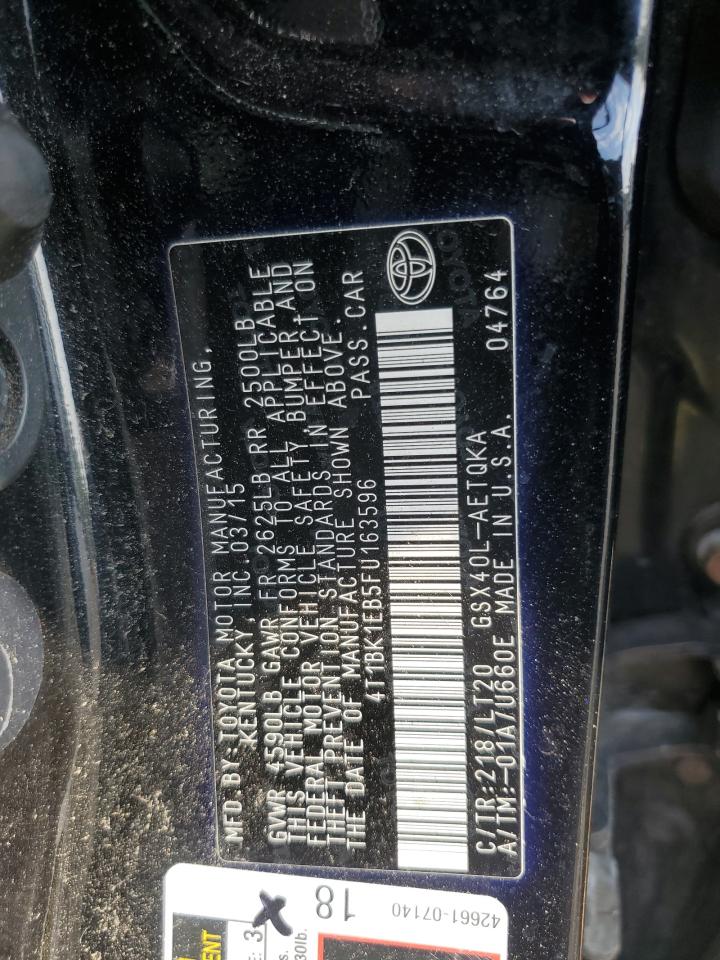 MFD. BY: TOYOTA MOTOR MANUFACTURING,
KENTUCKY, INC. 03/15
GVWR 4590LB GAWR FR 2625LB RR 2500LB
THIS VEHICLE CONFORMS TO ALL APPLICABLE
FEDERAL MOTOR VEHICLE SAFETY, BUMPER AND
THEFT PREVENTION STANDARDS IN EFFECT ON
THE DATE OF MANUFACTURE SHOWN ABOVE.
4T1BK1EB5FU163596 PASS. CAR
C/TR: 218/LT20 GSX40L-AETQKA 04764
A/TM: -01A/U660E MADE IN U.S.A.
18
42661-07140